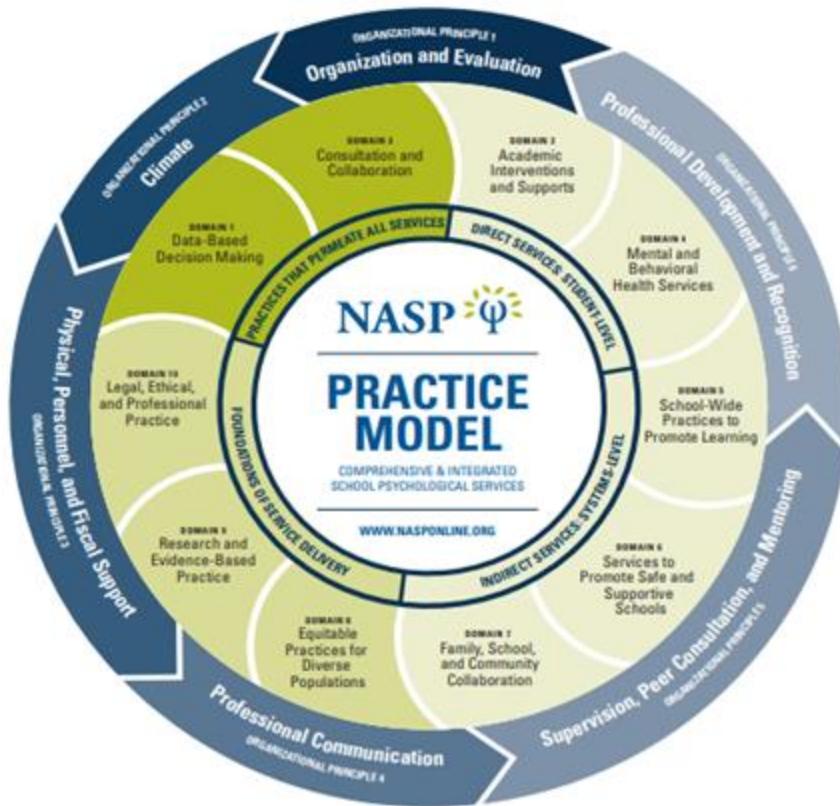 ORGANIZATIONAL PRINCIPLE 1
Organization and Evaluation
ORGANIZATIONAL PRINCIPLE 2
Climate
ORGANIZATIONAL PRINCIPLE 3
Physical, Personnel, and Fiscal Support
ORGANIZATIONAL PRINCIPLE 4
Professional Communication
ORGANIZATIONAL PRINCIPLE 5
Supervision, Peer Consultation, and Mentoring
ORGANIZATIONAL PRINCIPLE 6
Professional Development and Recognition
DOMAIN 1
Data-Based
Decision Making
DOMAIN 2
Consultation and
Collaboration
DOMAIN 3
Academic
Interventions
and Supports
DOMAIN 4
Mental and
Behavioral
Health Services
DOMAIN 5
School-Wide
Practices to
Promote Learning
DOMAIN 6
Services to
Promote Safe and
Supportive
Schools
DOMAIN 7
Family, School,
and Community
Collaboration
DOMAIN 8
Equitable
Practices for
Diverse
Populations
DOMAIN 9
Research and
Evidence-Based
Practice
DOMAIN 10
Legal, Ethical,
and Professional
Practice
PRACTICES THAT PERMEATE ALL SERVICES
DIRECT SERVICES: STUDENT-LEVEL
INDIRECT SERVICES: SYSTEMS-LEVEL
FOUNDATIONS OF SERVICE DELIVERY
NASP
PRACTICE
MODEL
COMPREHENSIVE & INTEGRATED
SCHOOL PSYCHOLOGICAL SERVICES
WWW.NASPONLINE.ORG